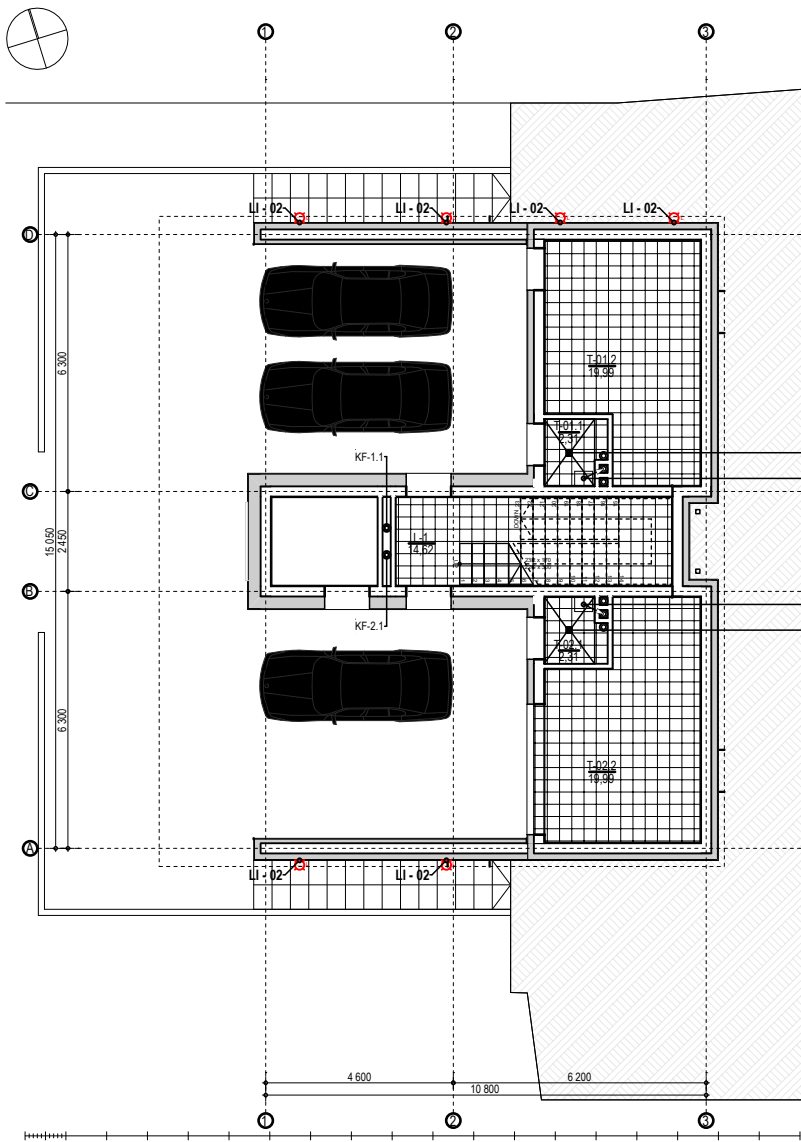 1 2 3
LI - 02 LI - 02 LI - 02 LI - 02
D
6 300
T-01.2
19,99
T-01.1
2,31
KF-1.1
C
15 050
2 450
L-1
14,62
DOWN
B
T-02.1
2,31
KF-2.1
6 300
T-02.2
19,99
A
LI - 02 LI - 02
4 600 6 200
10 800
1 2 3